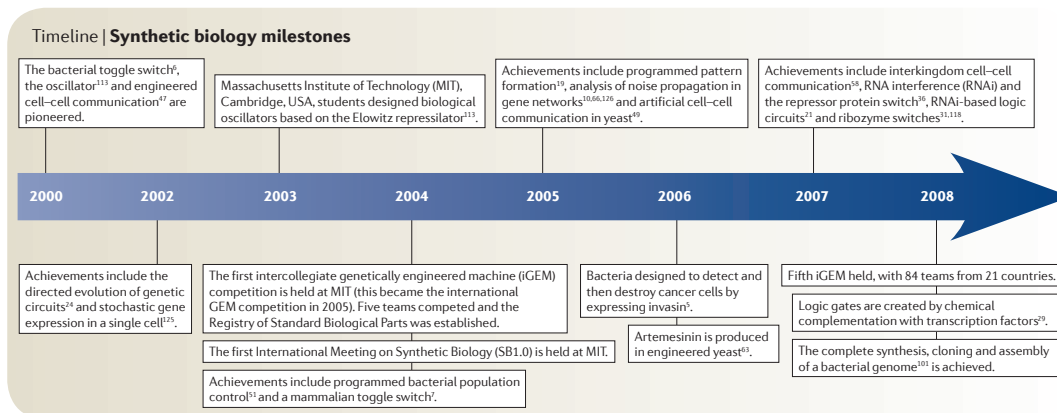 Timeline | Synthetic biology milestones
The bacterial toggle switch⁶,
the oscillator¹¹³ and engineered
cell–cell communication⁴⁷ are
pioneered.
Massachusetts Institute of Technology (MIT),
Cambridge, USA, students designed biological
oscillators based on the Elowitz repressilator¹¹³.
Achievements include programmed pattern
formation¹⁹, analysis of noise propagation in
gene networks¹⁰,⁶⁶,¹²⁶ and artificial cell–cell
communication in yeast⁴⁹.
Achievements include interkingdom cell–cell
communication⁵⁸, RNA interference (RNAi) and
the repressor protein switch³⁶, RNAi-based logic
circuits²¹ and ribozyme switches³¹,¹¹⁸.
2000 2002 2003 2004 2005 2006 2007 2008
Achievements include the
directed evolution of genetic
circuits²⁴ and stochastic gene
expression in a single cell¹²⁵.
The first intercollegiate genetically engineered machine (iGEM)
competition is held at MIT (this became the international
GEM competition in 2005). Five teams competed and the
Registry of Standard Biological Parts was established.
The first International Meeting on Synthetic Biology (SB1.0) is held at MIT.
Achievements include programmed bacterial population
control⁵¹ and a mammalian toggle switch⁷.
Bacteria designed to detect and
then destroy cancer cells by
expressing invasin⁵.
Artemesinin is produced
in engineered yeast⁶³.
Fifth iGEM held, with 84 teams from 21 countries.
Logic gates are created by chemical
complementation with transcription factors²⁹.
The complete synthesis, cloning and assembly
of a bacterial genome¹⁰¹ is achieved.